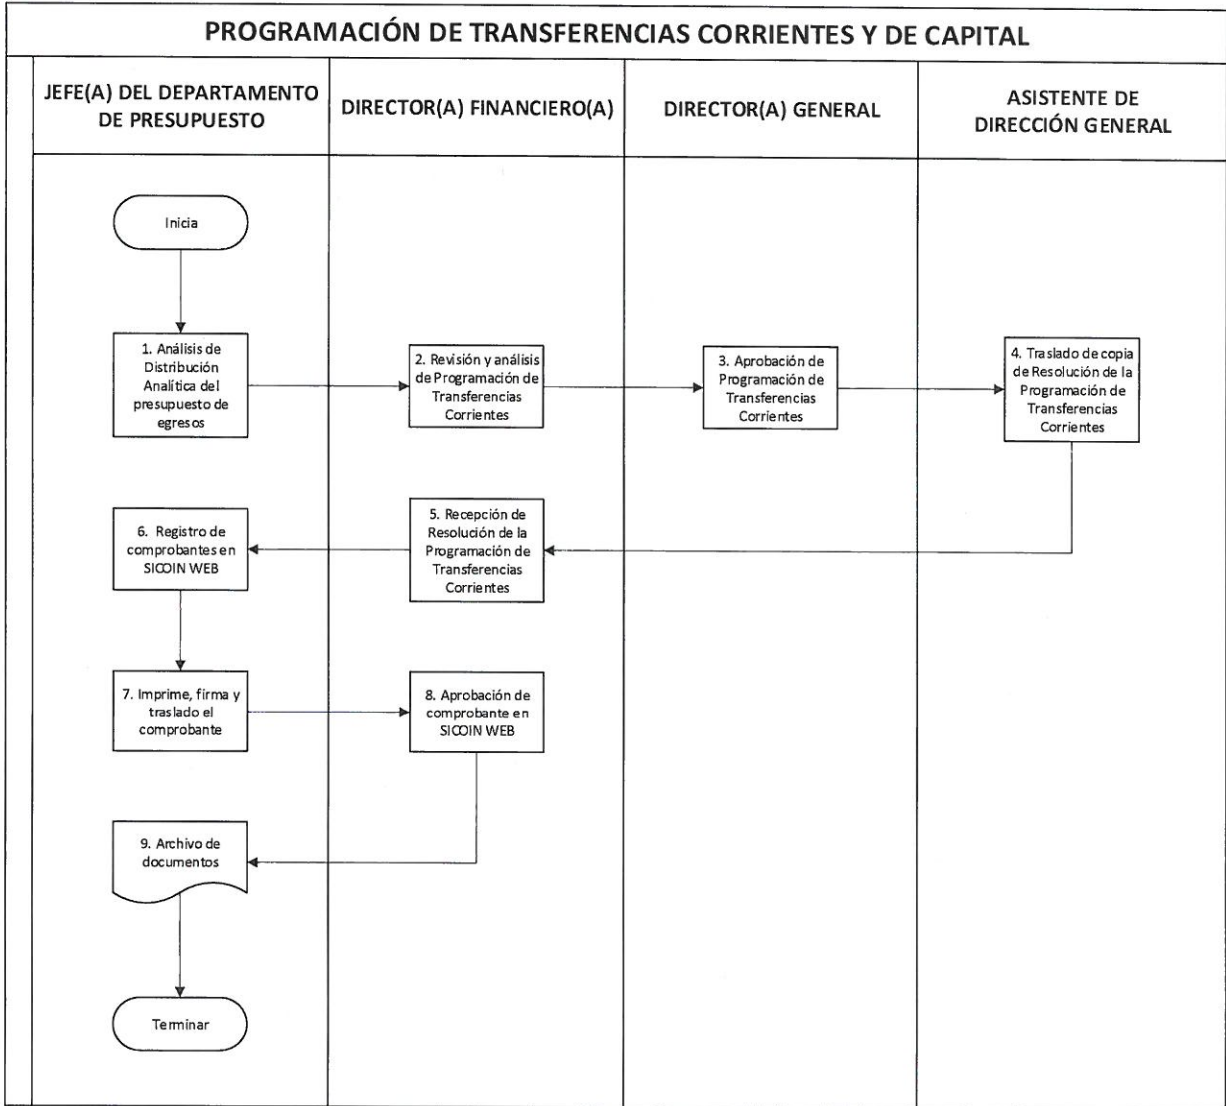 PROGRAMACIÓN DE TRANSFERENCIAS CORRIENTES Y DE CAPITAL
JEFE(A) DEL DEPARTAMENTO
DE PRESUPUESTO
DIRECTOR(A) FINANCIERO(A)
DIRECTOR(A) GENERAL
ASISTENTE DE
DIRECCIÓN GENERAL
Inicia
1. Análisis de
Distribución
Analítica del
presupuesto de
egresos
2. Revisión y análisis
de Programación de
Transferencias
Corrientes
3. Aprobación de
Programación de
Transferencias
Corrientes
4. Traslado de copia
de Resolución de la
Programación de
Transferencias
Corrientes
5. Recepción de
Resolución de la
Programación de
Transferencias
Corrientes
6. Registro de
comprobantes en
SICOIN WEB
7. Imprime, firma y
traslado el
comprobante
8. Aprobación de
comprobante en
SICOIN WEB
9. Archivo de
documentos
Terminar